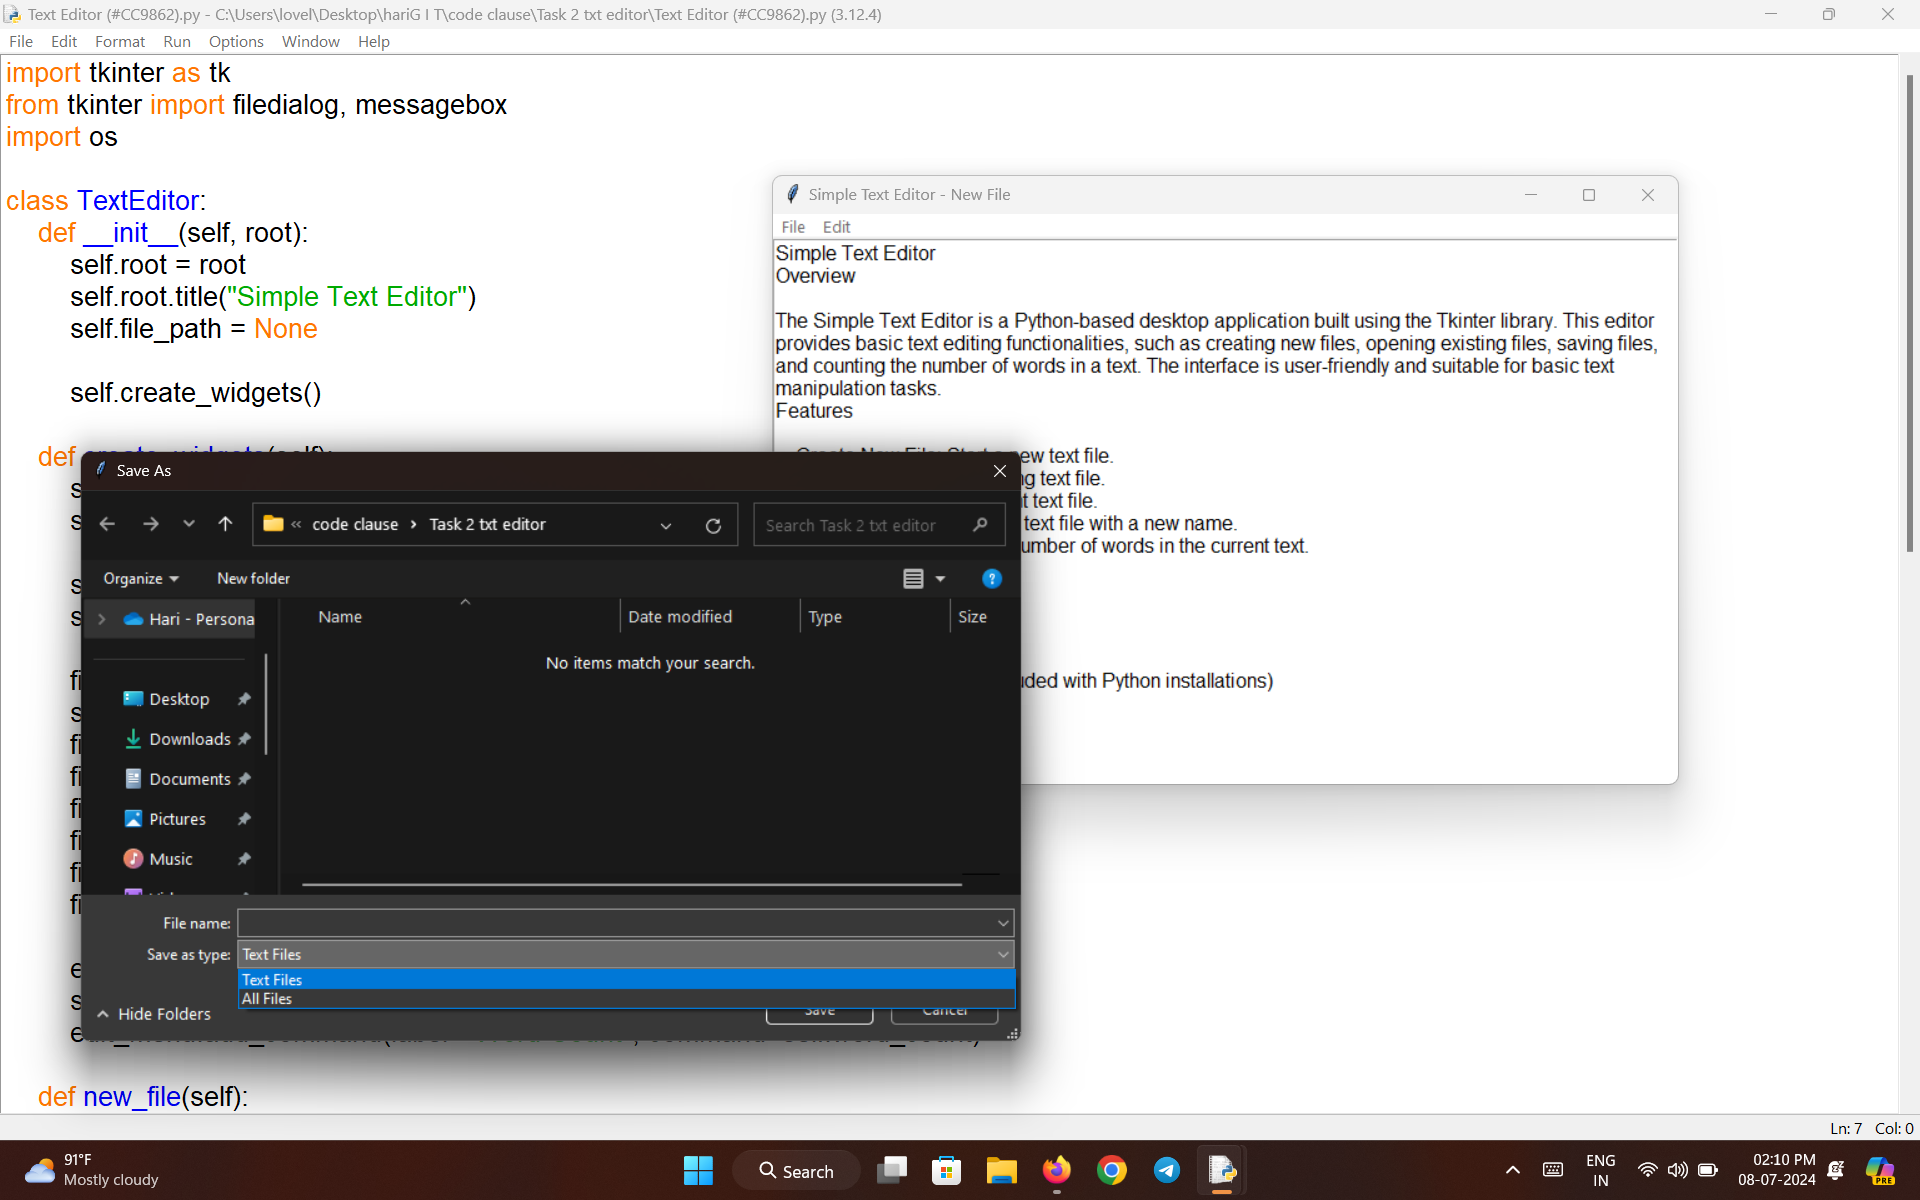 Text Editor (#CC9862).py - C:\Users\lovel\Desktop\hariG I T\code clause\Task 2 txt editor\Text Editor (#CC9862).py (3.12.4)
File Edit Format Run Options Window Help
import tkinter as tk
from tkinter import filedialog, messagebox
import os
class TextEditor:
def __init__(self, root):
self.root = root
self.root.title("Simple Text Editor")
self.file_path = None
self.create_widgets()
def
Simple Text Editor - New File
File Edit
Simple Text Editor
Overview
The Simple Text Editor is a Python-based desktop application built using the Tkinter library. This editor
provides basic text editing functionalities, such as creating new files, opening existing files, saving files,
and counting the number of words in a text. The interface is user-friendly and suitable for basic text
manipulation tasks.
Features
text file.
text file.
text file.
text file with a new name.
of words in the current text.
with Python installations)
Save As
« code clause > Task 2 txt editor
Search Task 2 txt editor
Organize New folder
Hari - Persona
Name Date modified Type Size
No items match your search.
Desktop
Downloads
Documents
Pictures
Music
File name:
Save as type: Text Files
Text Files
All Files
Hide Folders
Save Cancel
def new_file(self):
Ln: 7 Col: 0
91°F
Mostly cloudy
Search
ENG
IN
02:10 PM
08-07-2024
PRE